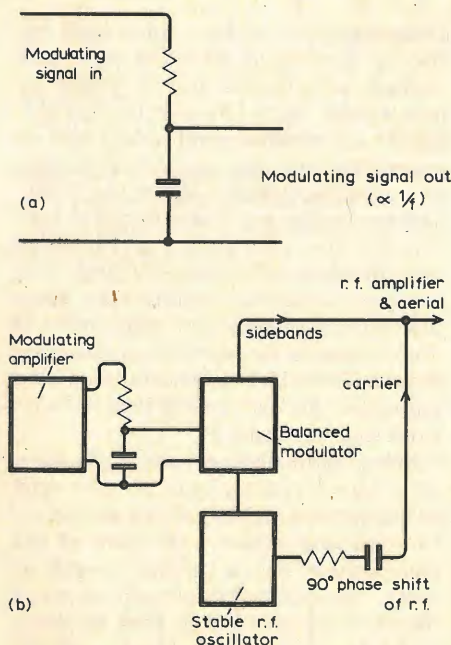 Modulating
signal in
Modulating signal out
(∝ 1/f)
(a)
r.f. amplifier
& aerial
sidebands
Modulating
amplifier
carrier
Balanced
modulator
90° phase shift
of r.f.
(b)
Stable r.f.
oscillator